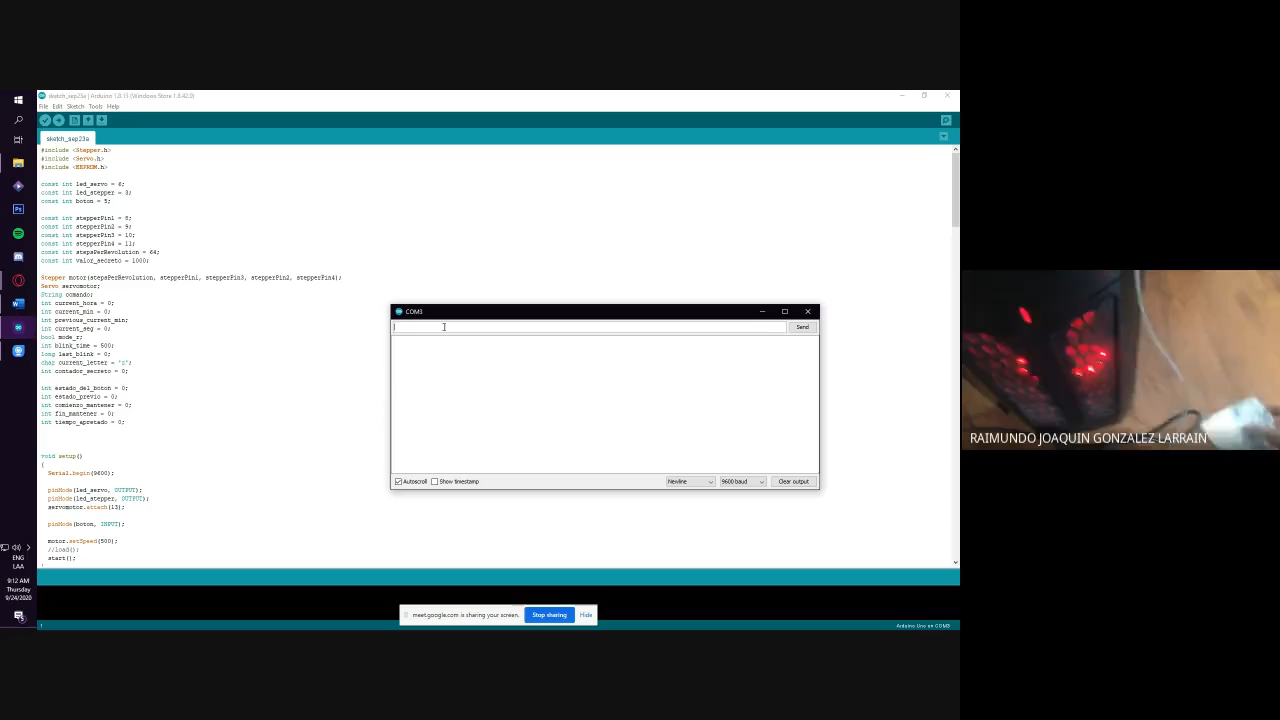 sketch_sep23a | Arduino 1.8.13 (Windows Store 1.8.42.0)
File Edit Sketch Tools Help
sketch_sep23a
#include <Stepper.h>
#include <Servo.h>
#include <EEPROM.h>
const int led_servo = 6;
const int led_stepper = 3;
const int boton = 5;
const int stepperPin1 = 8;
const int stepperPin2 = 9;
const int stepperPin3 = 10;
const int stepperPin4 = 11;
const int stepsPerRevolution = 64;
const int valor_secreto = 1000;
Stepper motor(stepsPerRevolution, stepperPin1, stepperPin3, stepperPin2, stepperPin4);
Servo servomotor;
String comando;
int current_hora = 0;
int current_min = 0;
int previous_current_min;
int current_seg = 0;
bool mode_r;
int blink_time = 500;
long last_blink = 0;
char current_letter = 'r';
int contador_secreto = 0;
int estado_del_boton = 0;
int estado_previo = 0;
int comienzo_mantener = 0;
int fin_mantener = 0;
int tiempo_apretado = 0;
void setup()
{
Serial.begin(9600);
pinMode(led_servo, OUTPUT);
pinMode(led_stepper, OUTPUT);
servomotor.attach(13);
pinMode(boton, INPUT);
motor.setSpeed(500);
//load();
start();
COM3
Send
Autoscroll Show timestamp
Newline
9600 baud
Clear output
ENG
LAA
9:12 AM
Thursday
9/24/2020
meet.google.com is sharing your screen.
Stop sharing
Hide
1
Arduino Uno on COM3
RAIMUNDO JOAQUIN GONZALEZ LARRAIN